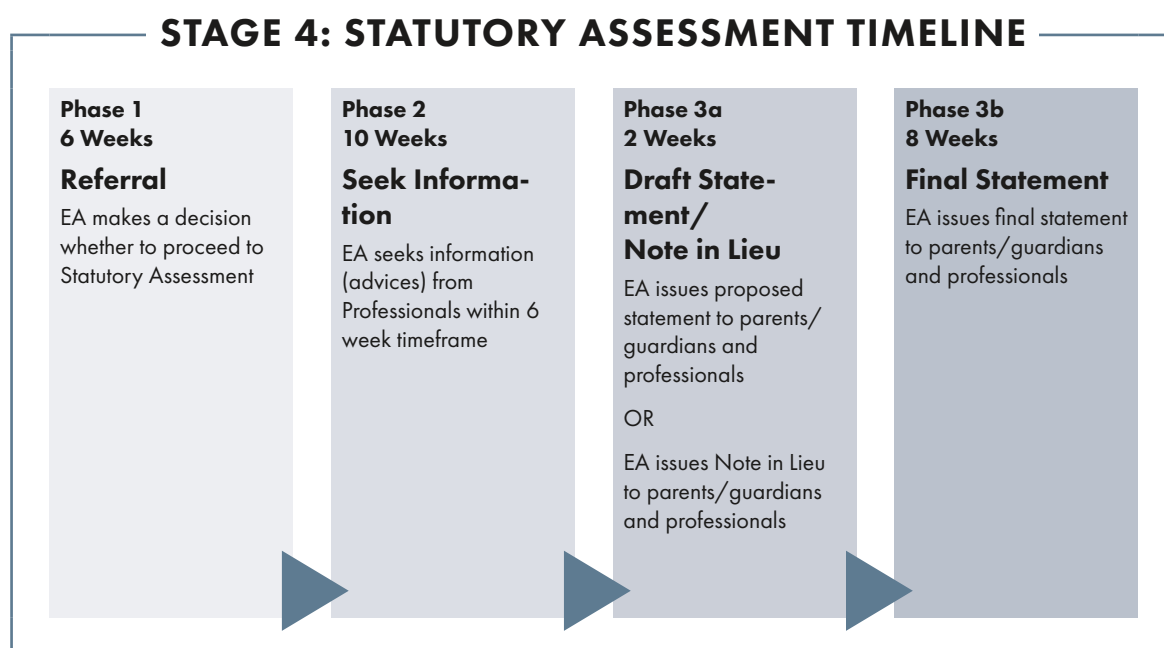 STAGE 4: STATUTORY ASSESSMENT TIMELINE
Phase 1
6 Weeks
Referral
EA makes a decision
whether to proceed to
Statutory Assessment
Phase 2
10 Weeks
Seek Informa-
tion
EA seeks information
(advices) from
Professionals within 6
week timeframe
Phase 3a
2 Weeks
Draft State-
ment/
Note in Lieu
EA issues proposed
statement to parents/
guardians and
professionals
OR
EA issues Note in Lieu
to parents/guardians
and professionals
Phase 3b
8 Weeks
Final Statement
EA issues final statement
to parents/guardians
and professionals